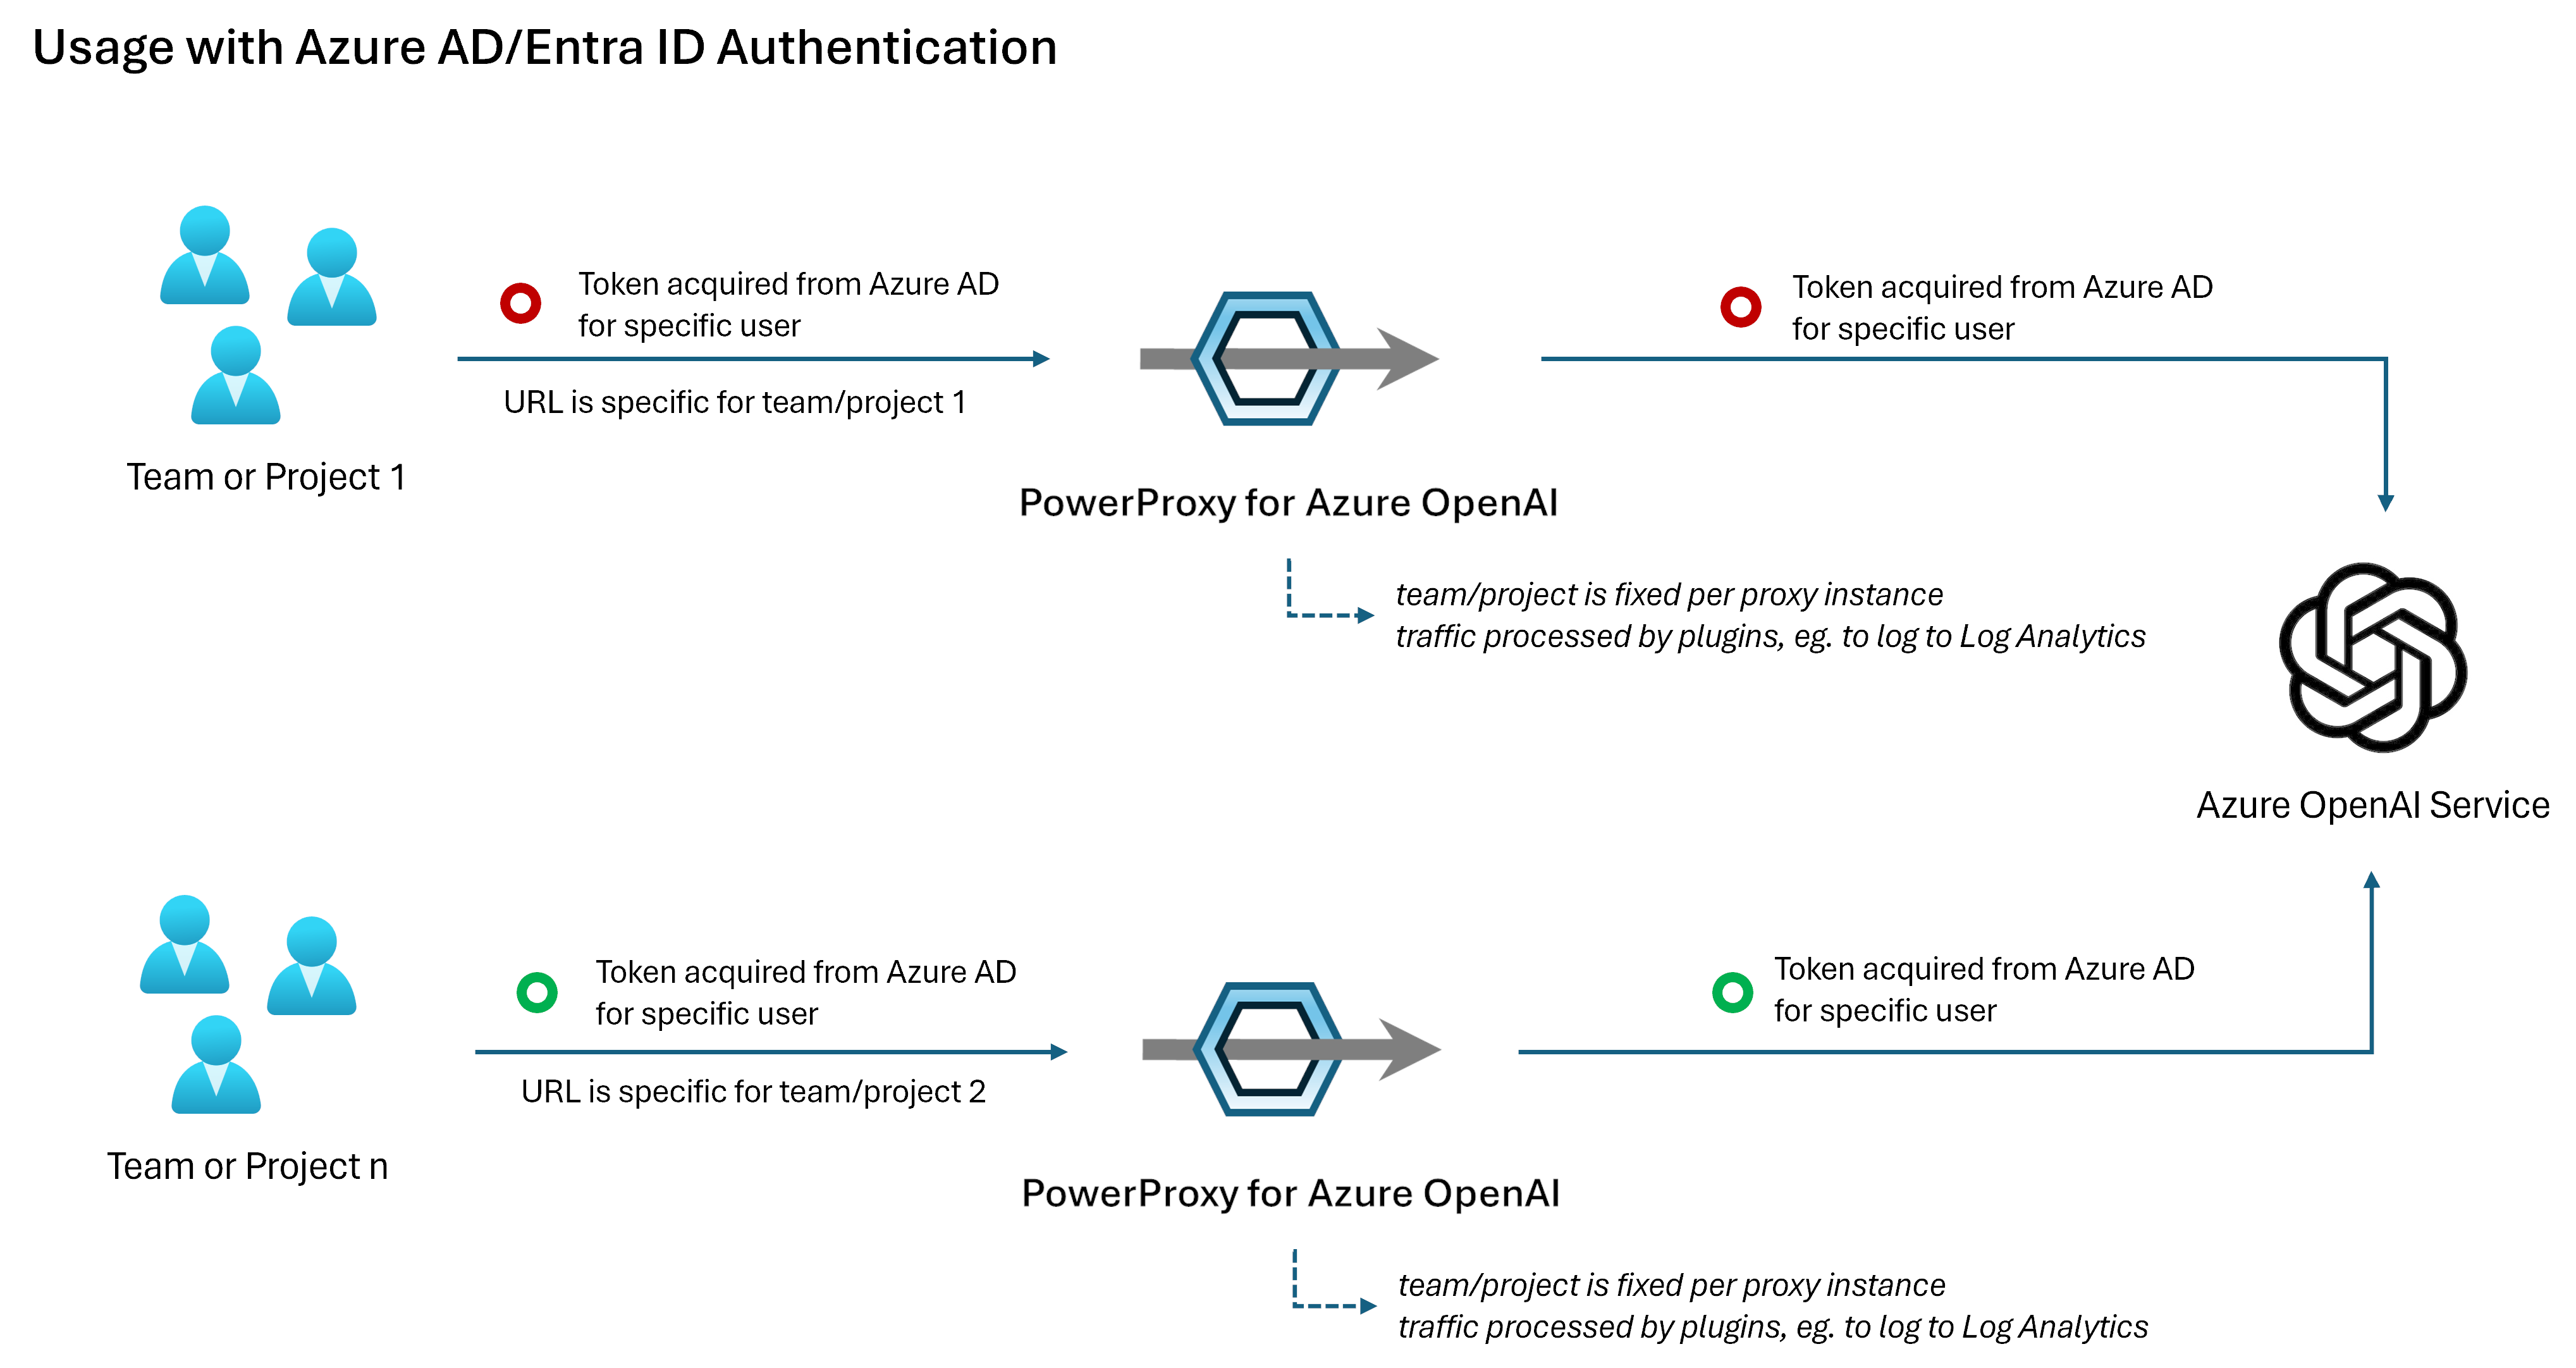 Usage with Azure AD/Entra ID Authentication
Token acquired from Azure AD
for specific user
URL is specific for team/project 1
Team or Project 1
PowerProxy for Azure OpenAI
Token acquired from Azure AD
for specific user
team/project is fixed per proxy instance
traffic processed by plugins, eg. to log to Log Analytics
Azure OpenAI Service
Token acquired from Azure AD
for specific user
URL is specific for team/project 2
Team or Project n
PowerProxy for Azure OpenAI
Token acquired from Azure AD
for specific user
team/project is fixed per proxy instance
traffic processed by plugins, eg. to log to Log Analytics